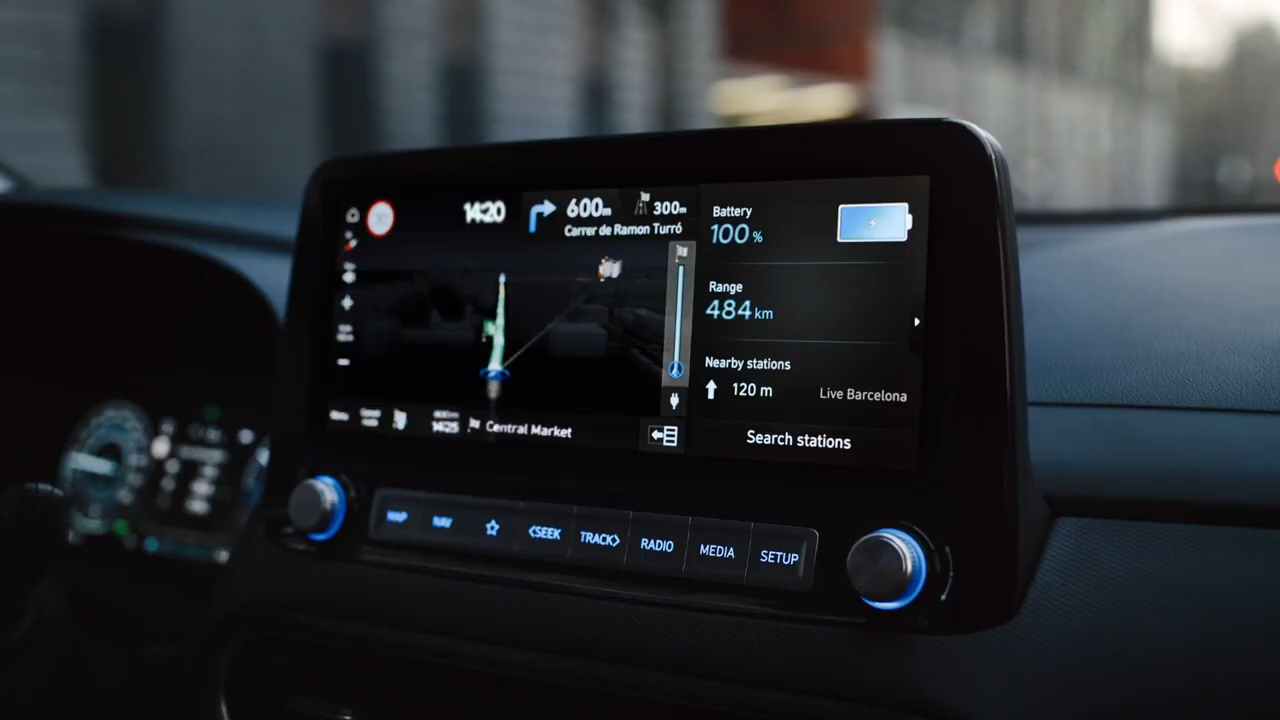 14:20
600m
300m
Carrer de Ramon Turró
Battery
100 %
Range
484 km
Nearby stations
120 m
Live Barcelona
Search stations
14:25
Central Market
MAP
NAV
<SEEK
TRACK>
RADIO
MEDIA
SETUP